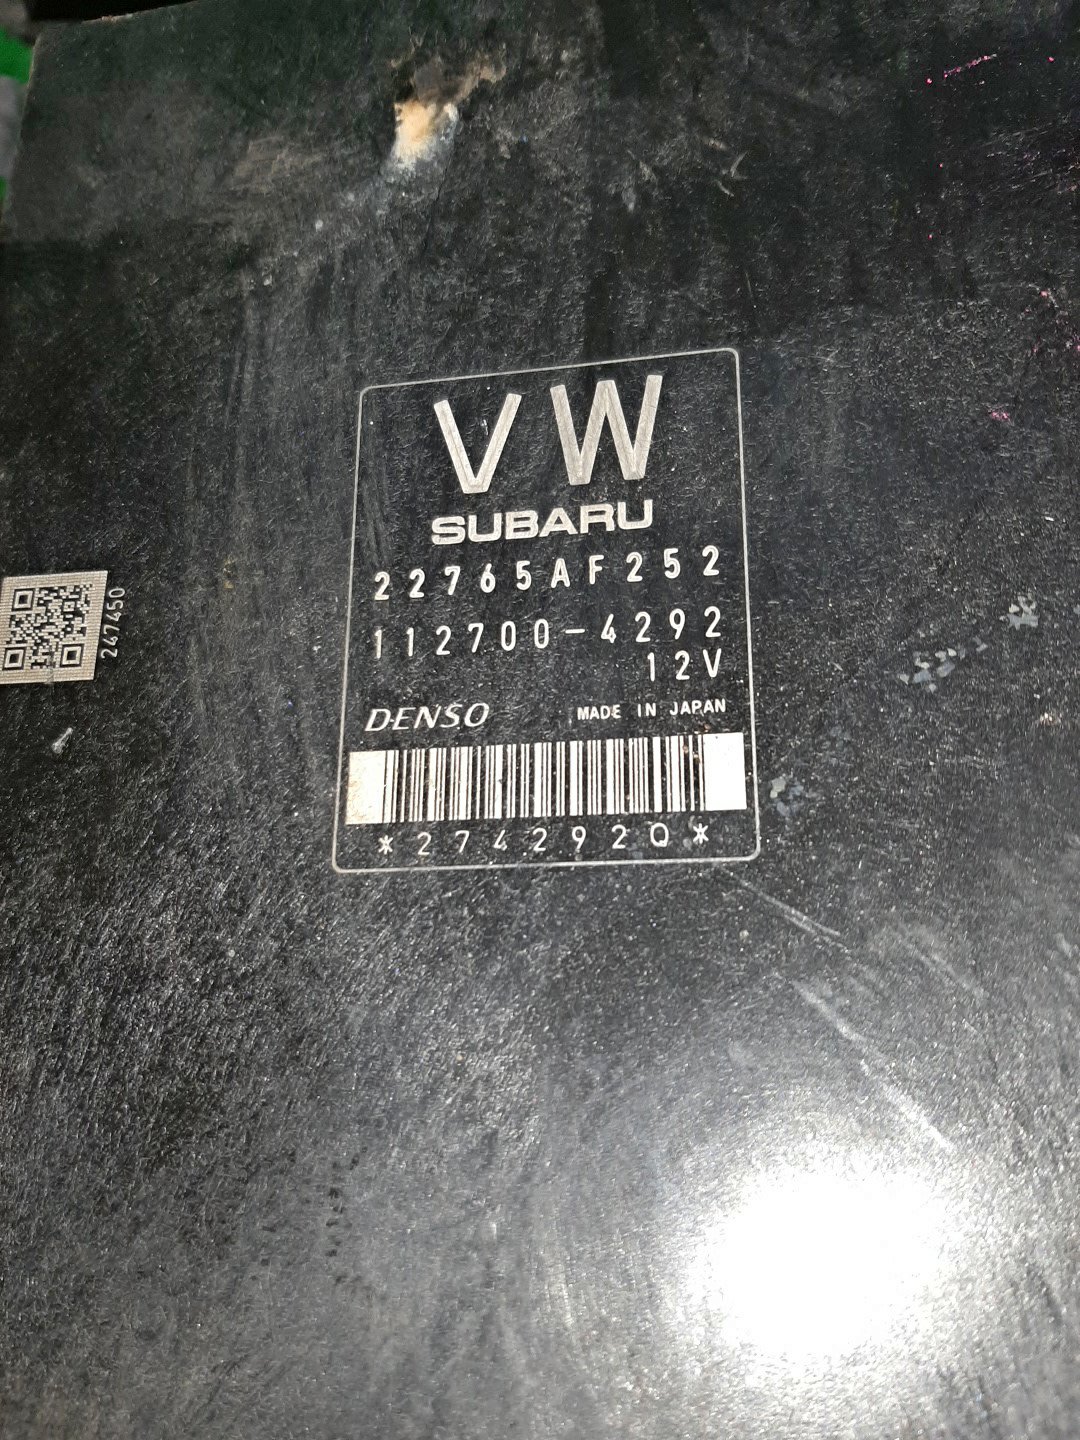 VW
SUBARU
22765AF252
112700-4292
12V
DENSO MADE IN JAPAN
*274292Q*
247450